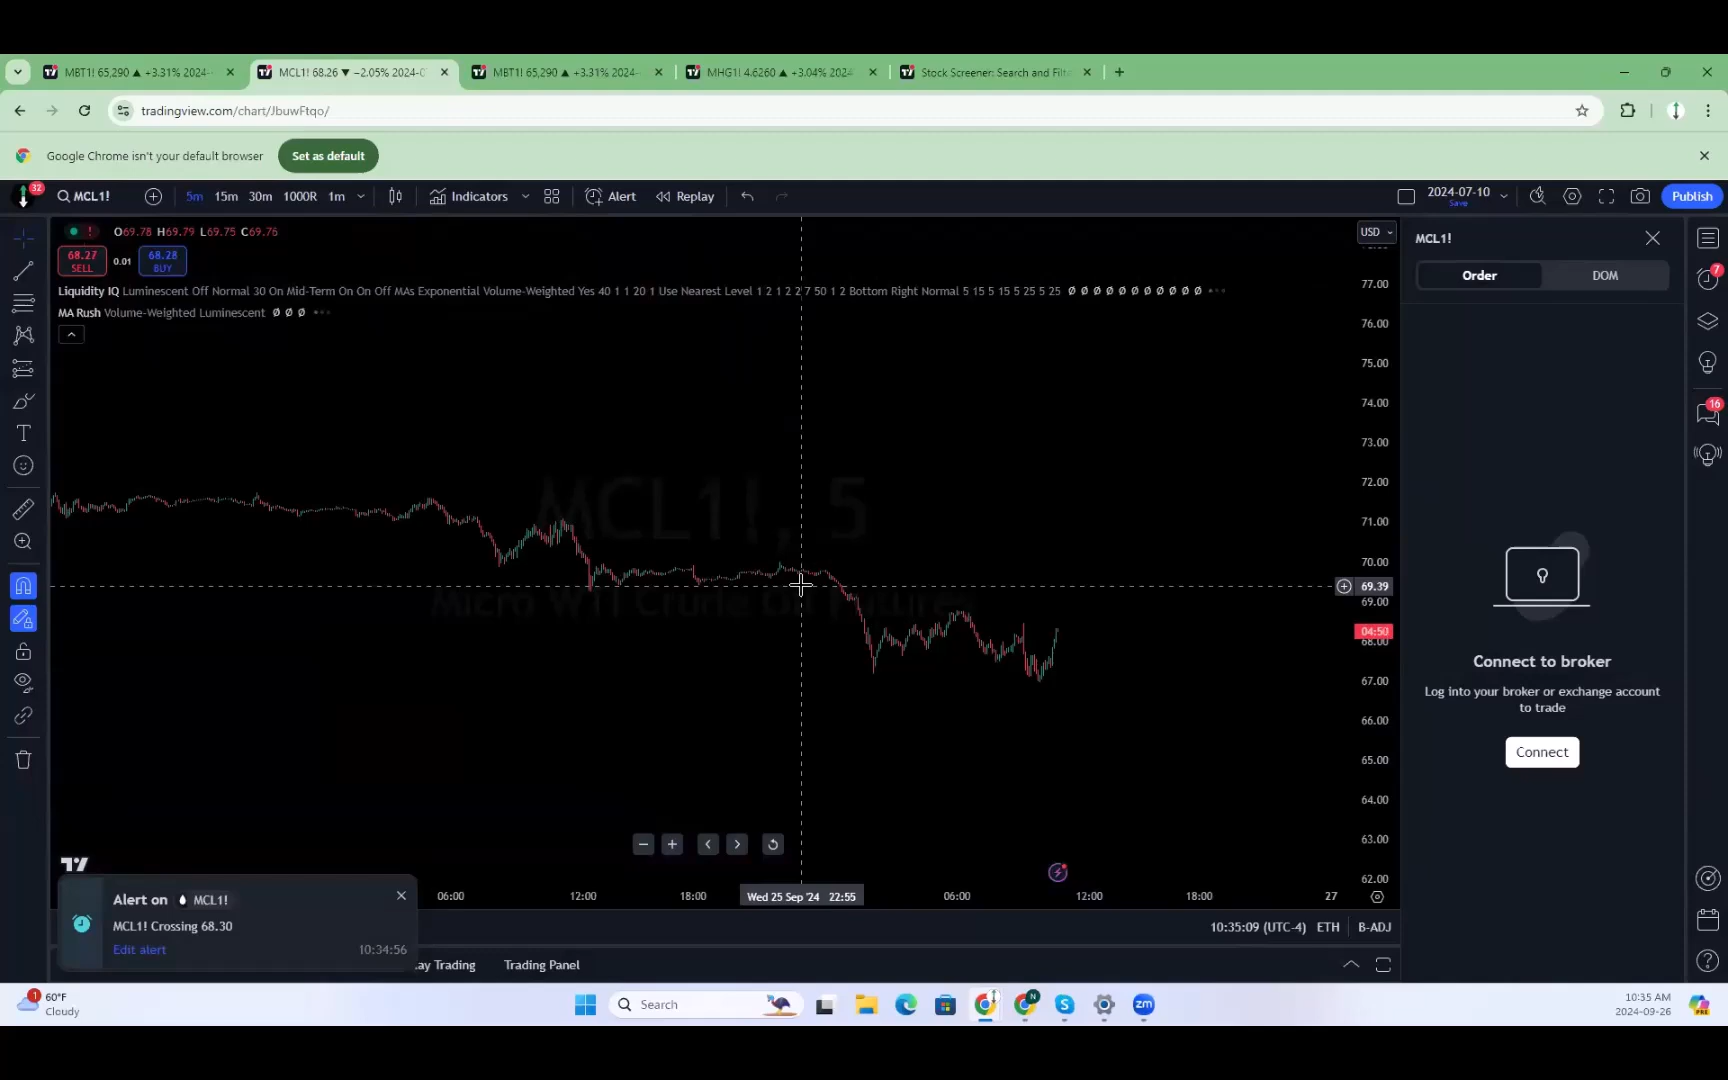 MBT1! 65,290 ▲ +3.31% 2024-
MCL1! 68.26 ▼ −2.05% 2024-0
MBT1! 65,290 ▲ +3.31% 2024-
MHG1! 4.6260 ▲ +3.04% 2024
Stock Screener: Search and Filt
tradingview.com/chart/JbuwFtqo/
Google Chrome isn't your default browser
Set as default
32
MCL1!
5m
15m
30m
1000R
1m
Indicators
Alert
Replay
2024-07-10
Save
Publish
O69.78 H69.79 L69.75 C69.76
USD
MCL1!
68.27
SELL
0.01
68.28
BUY
Order
DOM
7
Liquidity IQ Luminescent Off Normal 30 On Mid-Term On On Off MAs Exponential Volume-Weighted Yes 40 1 1 20 1 Use Nearest Level 1 2 1 2 2 7 50 1 2 Bottom Right Normal 5 15 5 15 5 25 5 25 Ø Ø Ø Ø Ø Ø Ø Ø Ø Ø Ø
MA Rush Volume-Weighted Luminescent Ø Ø Ø
77.00
76.00
75.00
74.00
73.00
72.00
71.00
70.00
69.39
69.00
04:50
68.00
67.00
66.00
65.00
64.00
63.00
62.00
MCL1!, 5
Micro WTI Crude Oil Futures
16
Connect to broker
Log into your broker or exchange account
to trade
Connect
Alert on MCL1!
MCL1! Crossing 68.30
Edit alert
10:34:56
06:00
12:00
18:00
Wed 25 Sep '24 22:55
06:00
12:00
18:00
27
10:35:09 (UTC-4)
ETH
B-ADJ
ay Trading
Trading Panel
1
60°F
Cloudy
Search
N
zm
10:35 AM
2024-09-26
PRE